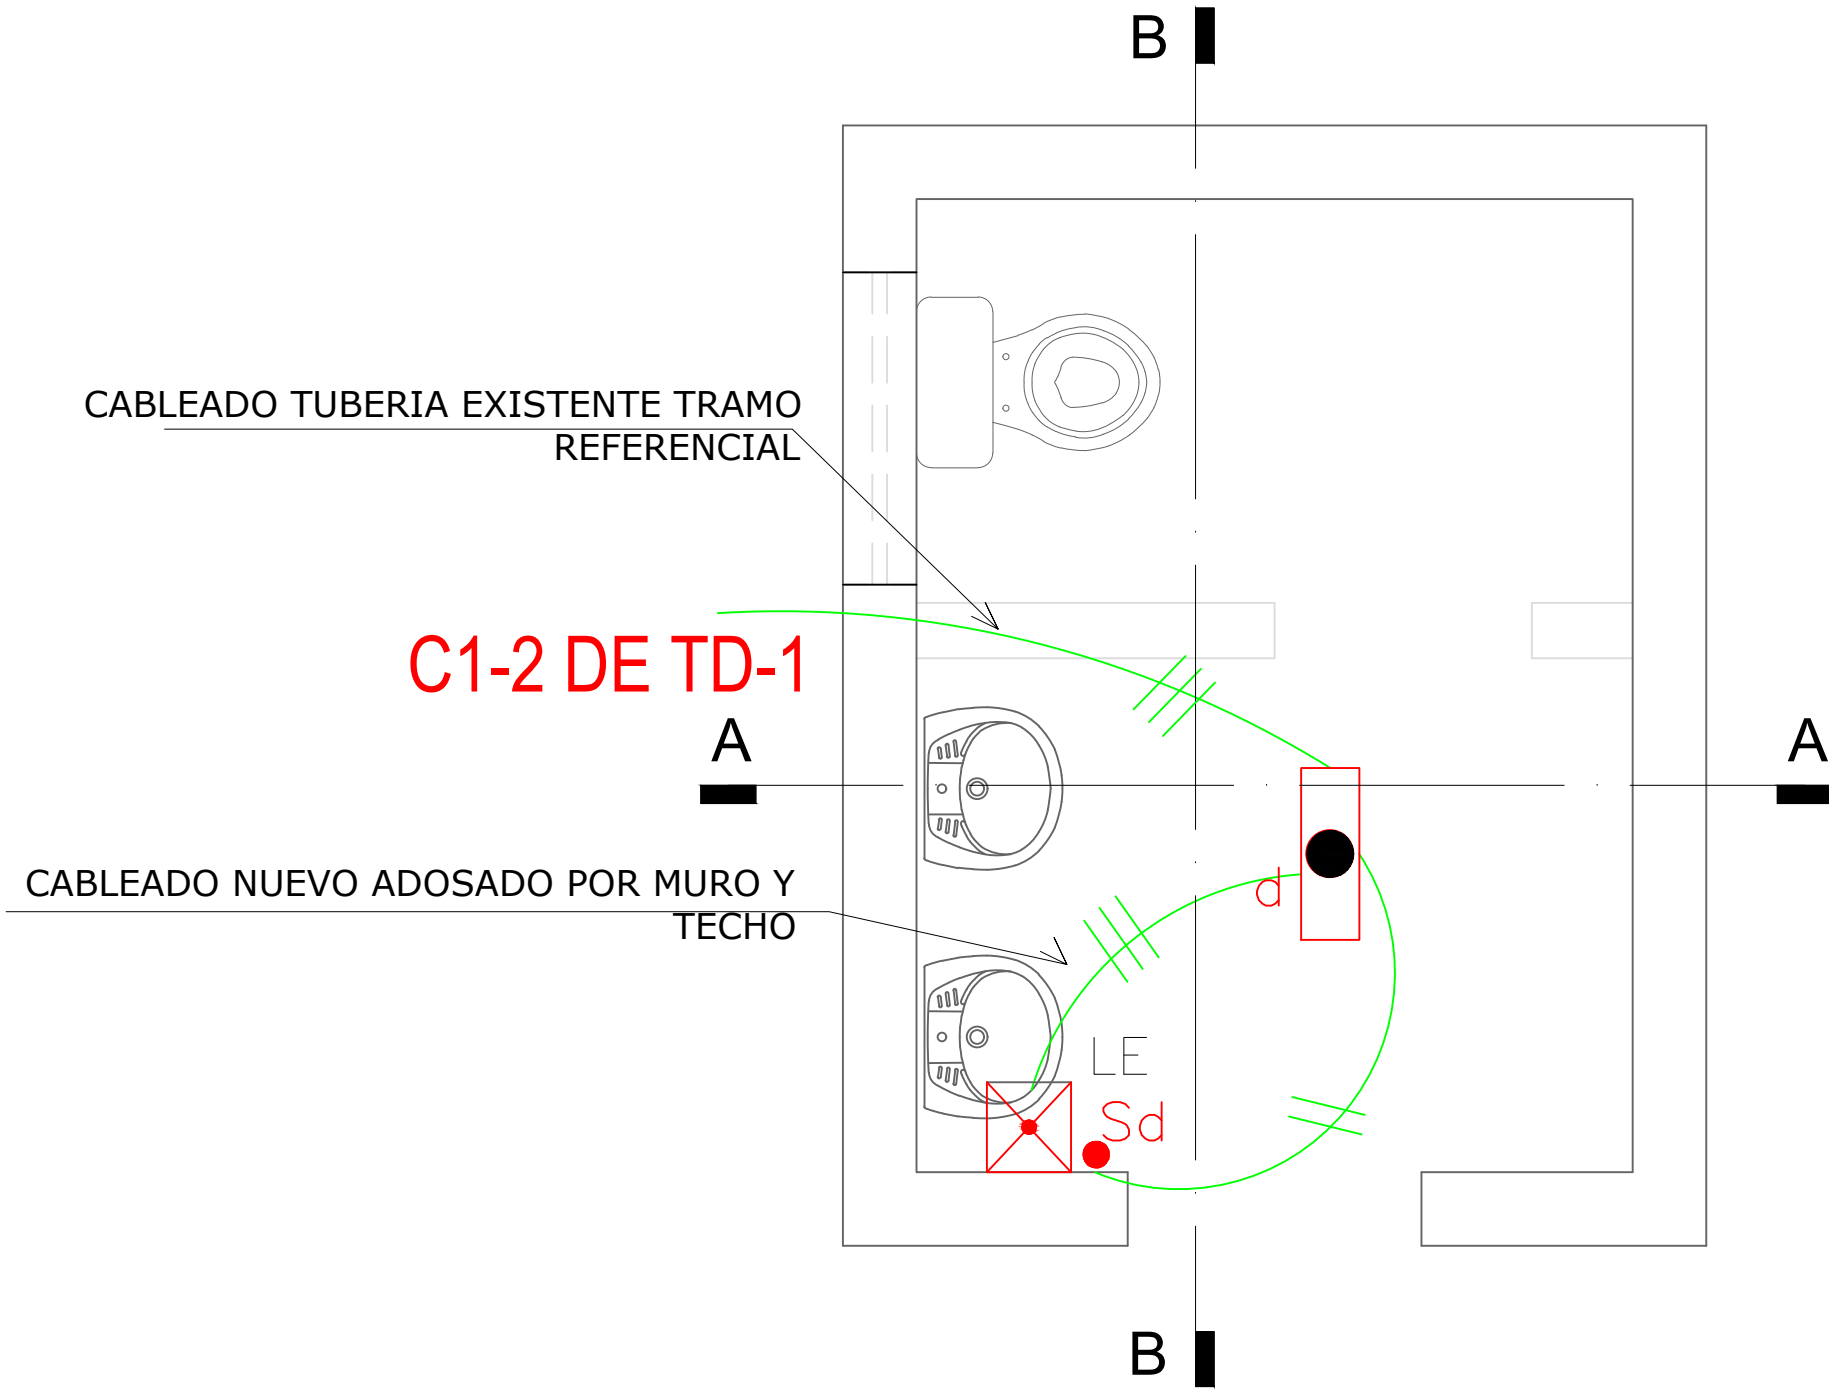 B
CABLEADO TUBERIA EXISTENTE TRAMO
REFERENCIAL
C1-2 DE TD-1
A
A
CABLEADO NUEVO ADOSADO POR MURO Y
TECHO
d
LE
Sd
B